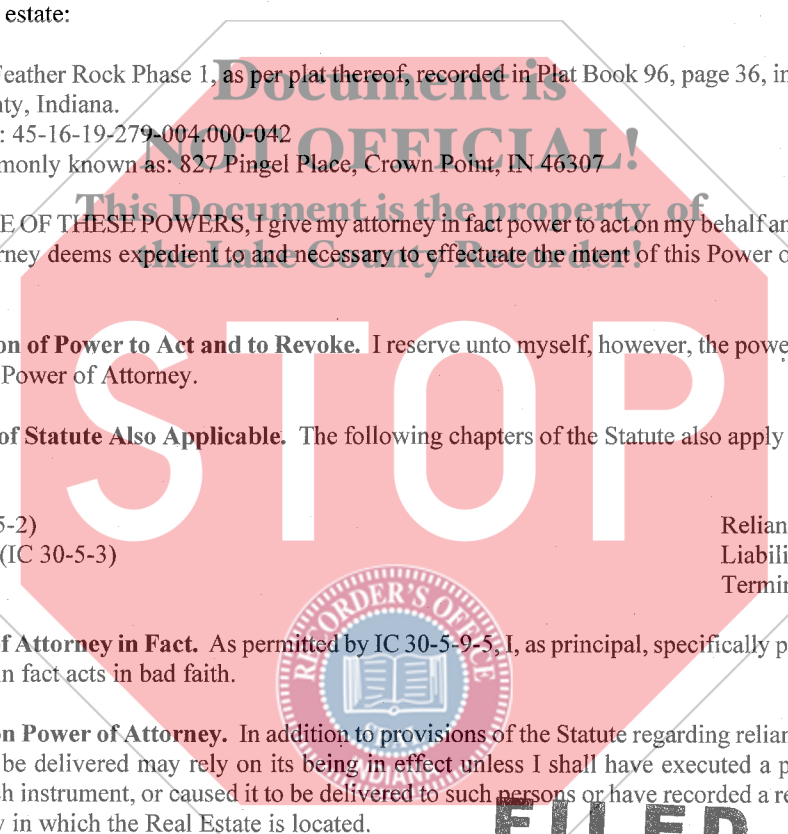 estate:
Feather Rock Phase 1, as per plat thereof, recorded in Plat Book 96, page 36, in
nty, Indiana.
: 45-16-19-279-004.000-042
monly known as: 827 Pingel Place, Crown Point, IN 46307
Document is
NOT OFFICIAL!
This Document is the property of
the Lake County Recorder!
E OF THESE POWERS, I give my attorney in fact power to act on my behalf an
rney deems expedient to and necessary to effectuate the intent of this Power o
on of Power to Act and to Revoke. I reserve unto myself, however, the powe
Power of Attorney.
STOP
of Statute Also Applicable. The following chapters of the Statute also apply
5-2)
(IC 30-5-3)
Relian
Liabili
Termin
RECORDER'S OFFICE
INDIANA
f Attorney in Fact. As permitted by IC 30-5-9-5, I, as principal, specifically p
in fact acts in bad faith.
on Power of Attorney. In addition to provisions of the Statute regarding relian
be delivered may rely on its being in effect unless I shall have executed a p
h instrument, or caused it to be delivered to such persons or have recorded a re
y in which the Real Estate is located.
FILED